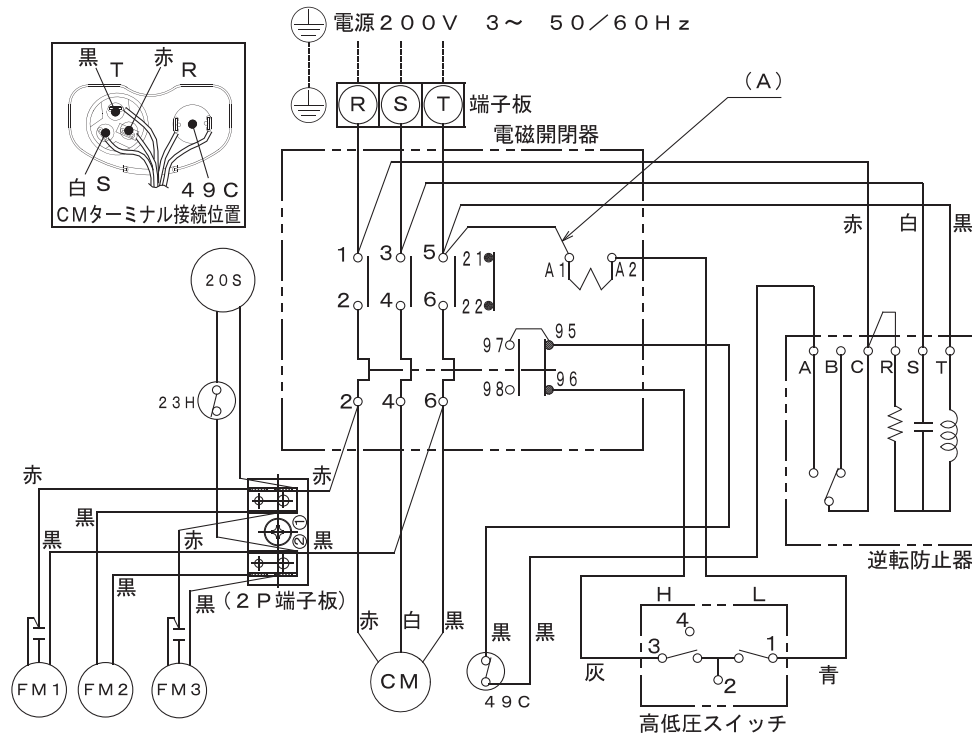 電源200V 3～ 50/60Hz
黒 T 赤 R
白 S 49C
CMターミナル接続位置
R S T 端子板
(A)
電磁開閉器
赤 白 黒
1 3 5 21 A1 A2
2 4 6 22
20S
97 95
98 96
A B C R S T
23H
2 4 6
赤 赤
黒 ①
黒 赤 ② 黒
逆転防止器
黒 黒 (2P端子板)
赤 白 黒 黒 黒
H L
4
3 1
2
灰 青
FM1 FM2 FM3 CM
49C
高低圧スイッチ